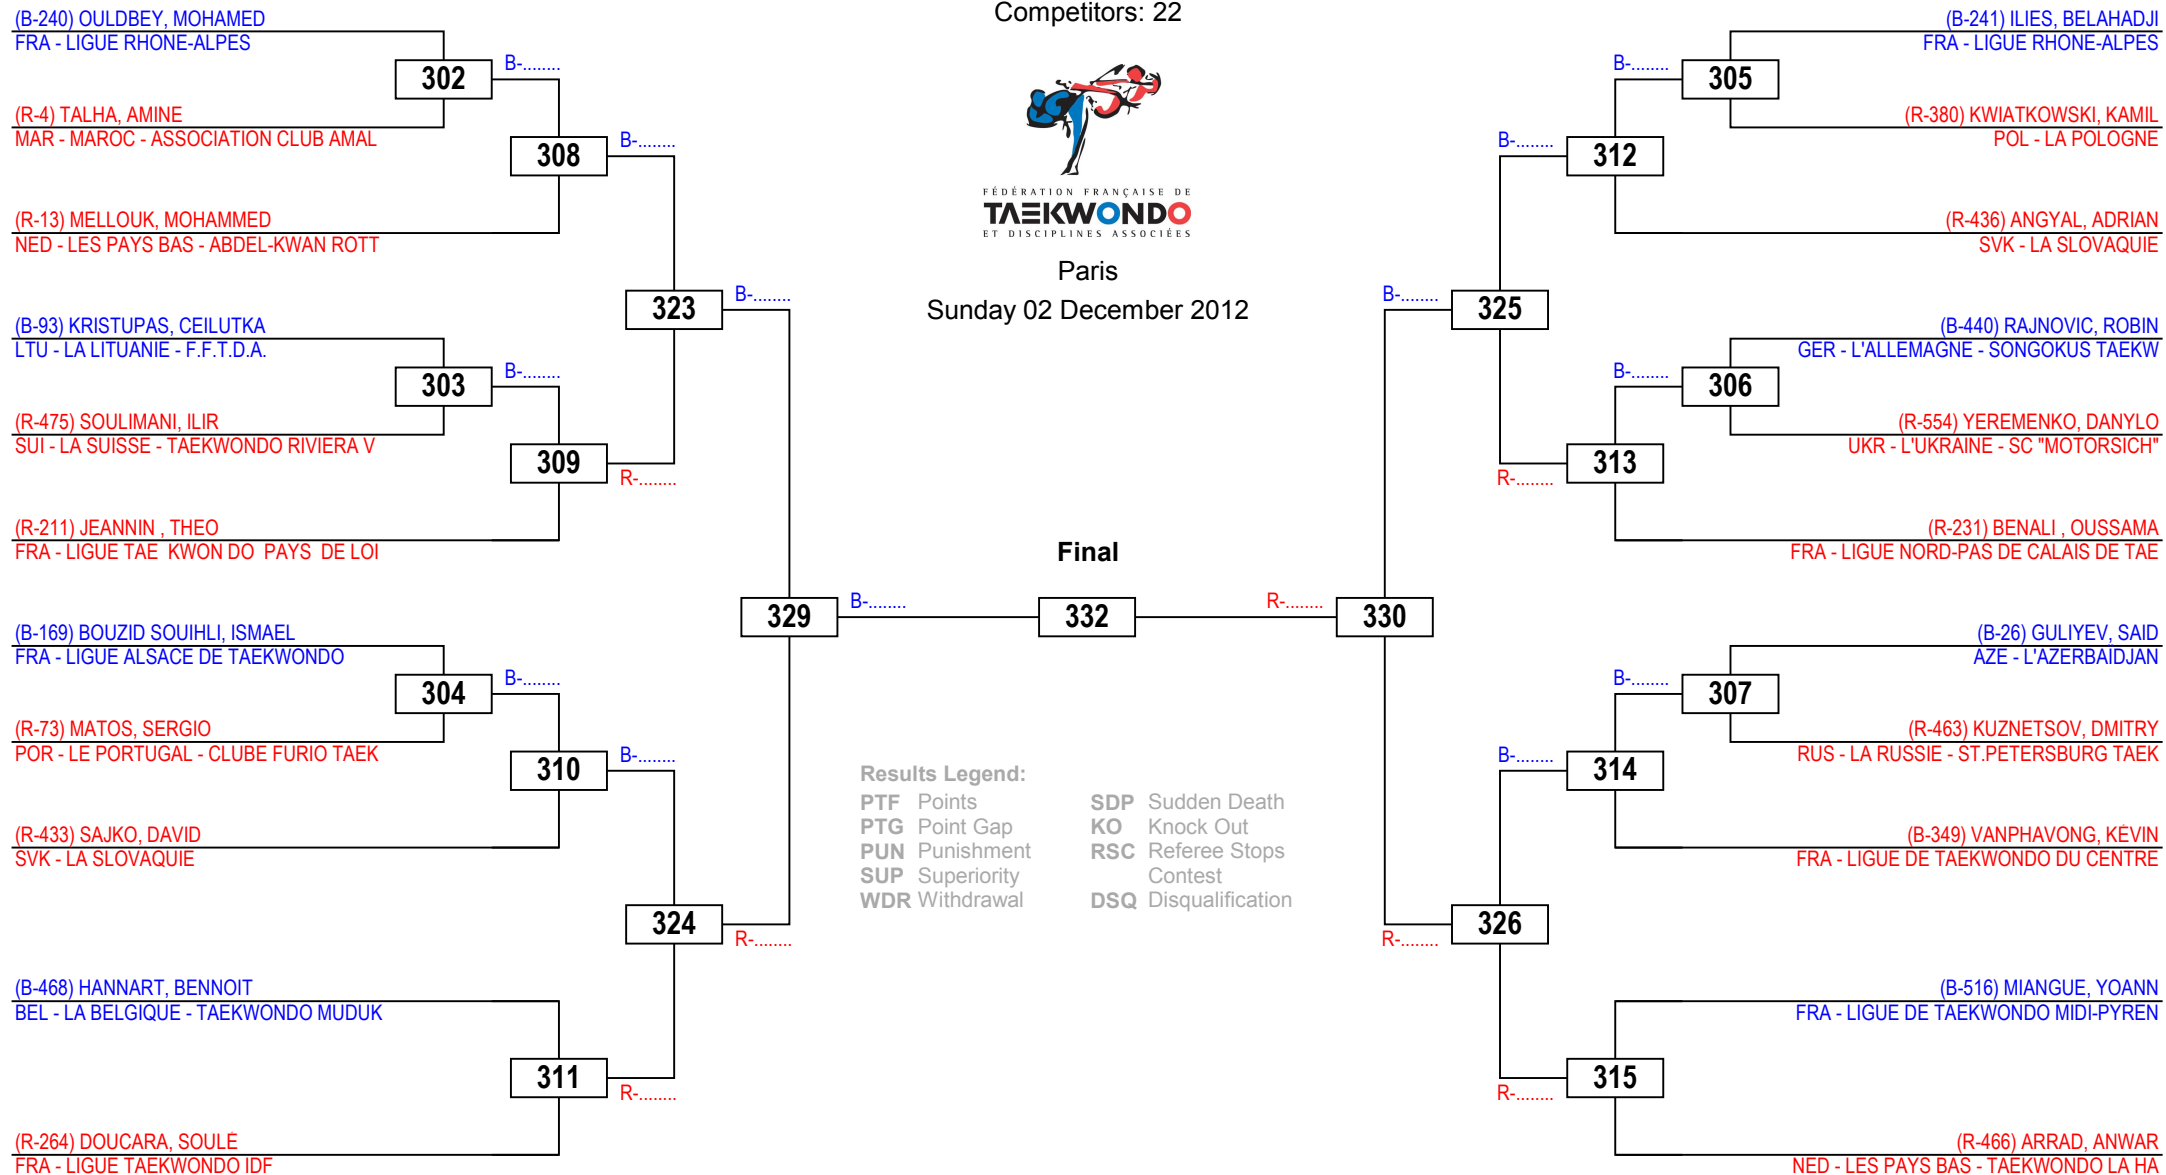 Competitors: 22
FÉDÉRATION FRANÇAISE DE
TAEKWONDO
ET DISCIPLINES ASSOCIÉES
Paris
Sunday 02 December 2012
(B-240) OULDBEY, MOHAMED
FRA - LIGUE RHONE-ALPES
302
B-........
(R-4) TALHA, AMINE
MAR - MAROC - ASSOCIATION CLUB AMAL
308
B-........
(R-13) MELLOUK, MOHAMMED
NED - LES PAYS BAS - ABDEL-KWAN ROTT
323
B-........
(B-93) KRISTUPAS, CEILUTKA
LTU - LA LITUANIE - F.F.T.D.A.
303
B-........
(R-475) SOULIMANI, ILIR
SUI - LA SUISSE - TAEKWONDO RIVIERA V
309
R-........
(R-211) JEANNIN , THEO
FRA - LIGUE TAE KWON DO PAYS DE LOI
329
B-........
(B-169) BOUZID SOUIHLI, ISMAEL
FRA - LIGUE ALSACE DE TAEKWONDO
304
B-........
(R-73) MATOS, SERGIO
POR - LE PORTUGAL - CLUBE FURIO TAEK
310
B-........
(R-433) SAJKO, DAVID
SVK - LA SLOVAQUIE
324
R-........
(B-468) HANNART, BENNOIT
BEL - LA BELGIQUE - TAEKWONDO MUDUK
311
R-........
(R-264) DOUCARA, SOULÉ
FRA - LIGUE TAEKWONDO IDF
Final
332
Results Legend:
PTF Points
PTG Point Gap
PUN Punishment
SUP Superiority
WDR Withdrawal
SDP Sudden Death
KO Knock Out
RSC Referee Stops
Contest
DSQ Disqualification
(B-241) ILIES, BELAHADJI
FRA - LIGUE RHONE-ALPES
B-........
305
(R-380) KWIATKOWSKI, KAMIL
POL - LA POLOGNE
B-........
312
(R-436) ANGYAL, ADRIAN
SVK - LA SLOVAQUIE
B-........
325
(B-440) RAJNOVIC, ROBIN
GER - L'ALLEMAGNE - SONGOKUS TAEKW
B-........
306
(R-554) YEREMENKO, DANYLO
UKR - L'UKRAINE - SC "MOTORSICH"
R-........
313
(R-231) BENALI , OUSSAMA
FRA - LIGUE NORD-PAS DE CALAIS DE TAE
R-........
330
(B-26) GULIYEV, SAID
AZE - L'AZERBAIDJAN
B-........
307
(R-463) KUZNETSOV, DMITRY
RUS - LA RUSSIE - ST.PETERSBURG TAEK
B-........
314
(B-349) VANPHAVONG, KÉVIN
FRA - LIGUE DE TAEKWONDO DU CENTRE
R-........
326
(B-516) MIANGUE, YOANN
FRA - LIGUE DE TAEKWONDO MIDI-PYREN
R-........
315
(R-466) ARRAD, ANWAR
NED - LES PAYS BAS - TAEKWONDO LA HA